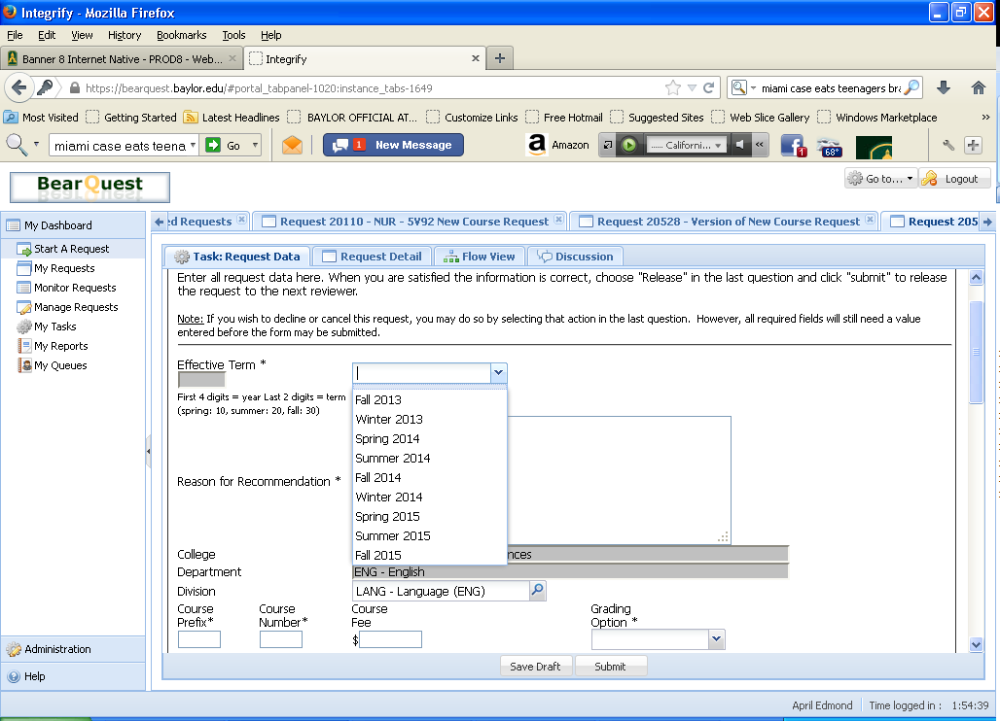 Integrify - Mozilla Firefox
File Edit View History Bookmarks Tools Help
Banner 8 Internet Native - PROD8 - Web...
Integrify
https://bearquest.baylor.edu/#portal_tabpanel-1020:instance_tabs-1649
miami case eats teenagers bra
Most Visited Getting Started Latest Headlines BAYLOR OFFICIAL AT... Customize Links Free Hotmail Suggested Sites Web Slice Gallery Windows Marketplace »
miami case eats teena Go 1 New Message a Amazon ..... Californi... « 1 68°
BearQuest
Go to... Logout
My Dashboard
ed Requests Request 20110 - NUR - 5V92 New Course Request Request 20528 - Version of New Course Request Request 205
Start A Request
My Requests
Monitor Requests
Manage Requests
My Tasks
My Reports
My Queues
Task: Request Data Request Detail Flow View Discussion
Enter all request data here. When you are satisfied the information is correct, choose "Release" in the last question and click "submit" to release
the request to the next reviewer.
Note: If you wish to decline or cancel this request, you may do so by selecting that action in the last question. However, all required fields will still need a value
entered before the form may be submitted.
Effective Term *
First 4 digits = year Last 2 digits = term
(spring: 10, summer: 20, fall: 30)
Fall 2013
Winter 2013
Spring 2014
Summer 2014
Fall 2014
Winter 2014
Spring 2015
Summer 2015
Fall 2015
Reason for Recommendation *
College nces
Department ENG - English
Division LANG - Language (ENG)
Course Course Course Grading
Prefix* Number* Fee Option *
$
Save Draft Submit
Administration
Help
April Edmond Time logged in : 1:54:39